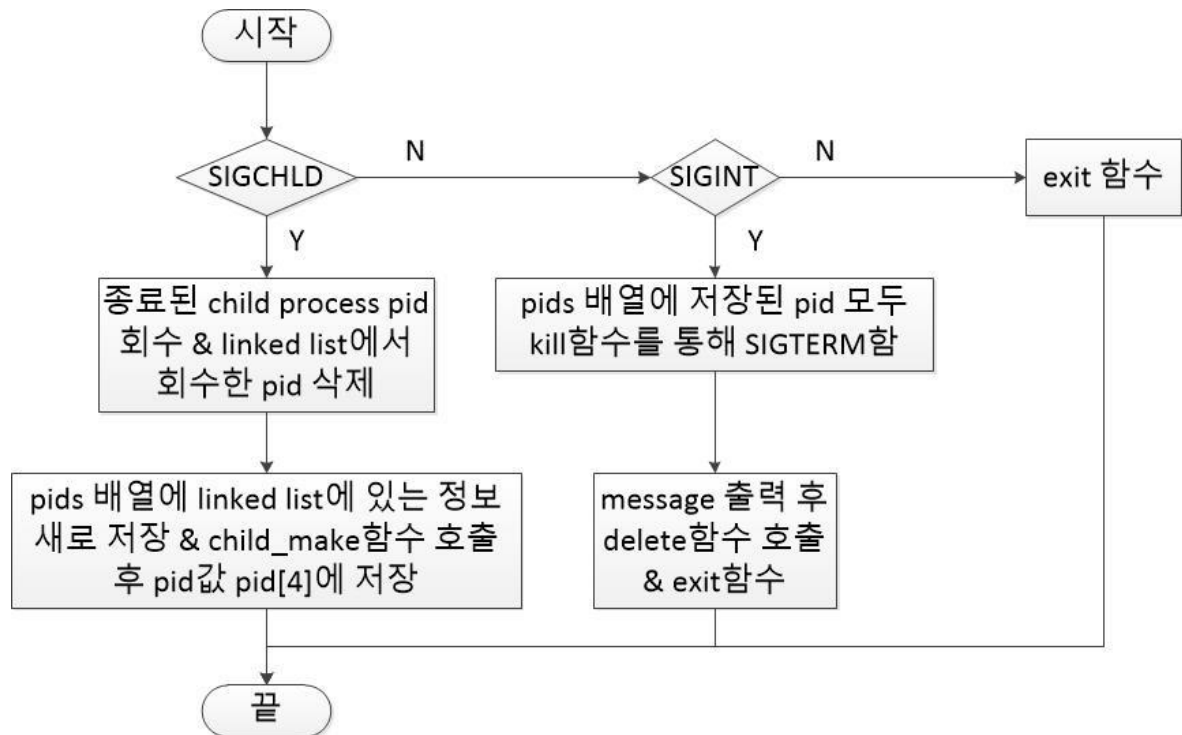 시작
SIGCHLD
N
SIGINT
N
exit 함수
Y
Y
종료된 child process pid
회수 & linked list에서
회수한 pid 삭제
pids 배열에 저장된 pid 모두
kill함수를 통해 SIGTERM함
pids 배열에 linked list에 있는 정보
새로 저장 & child_make함수 호출
후 pid값 pid[4]에 저장
message 출력 후
delete함수 호출
& exit함수
끝